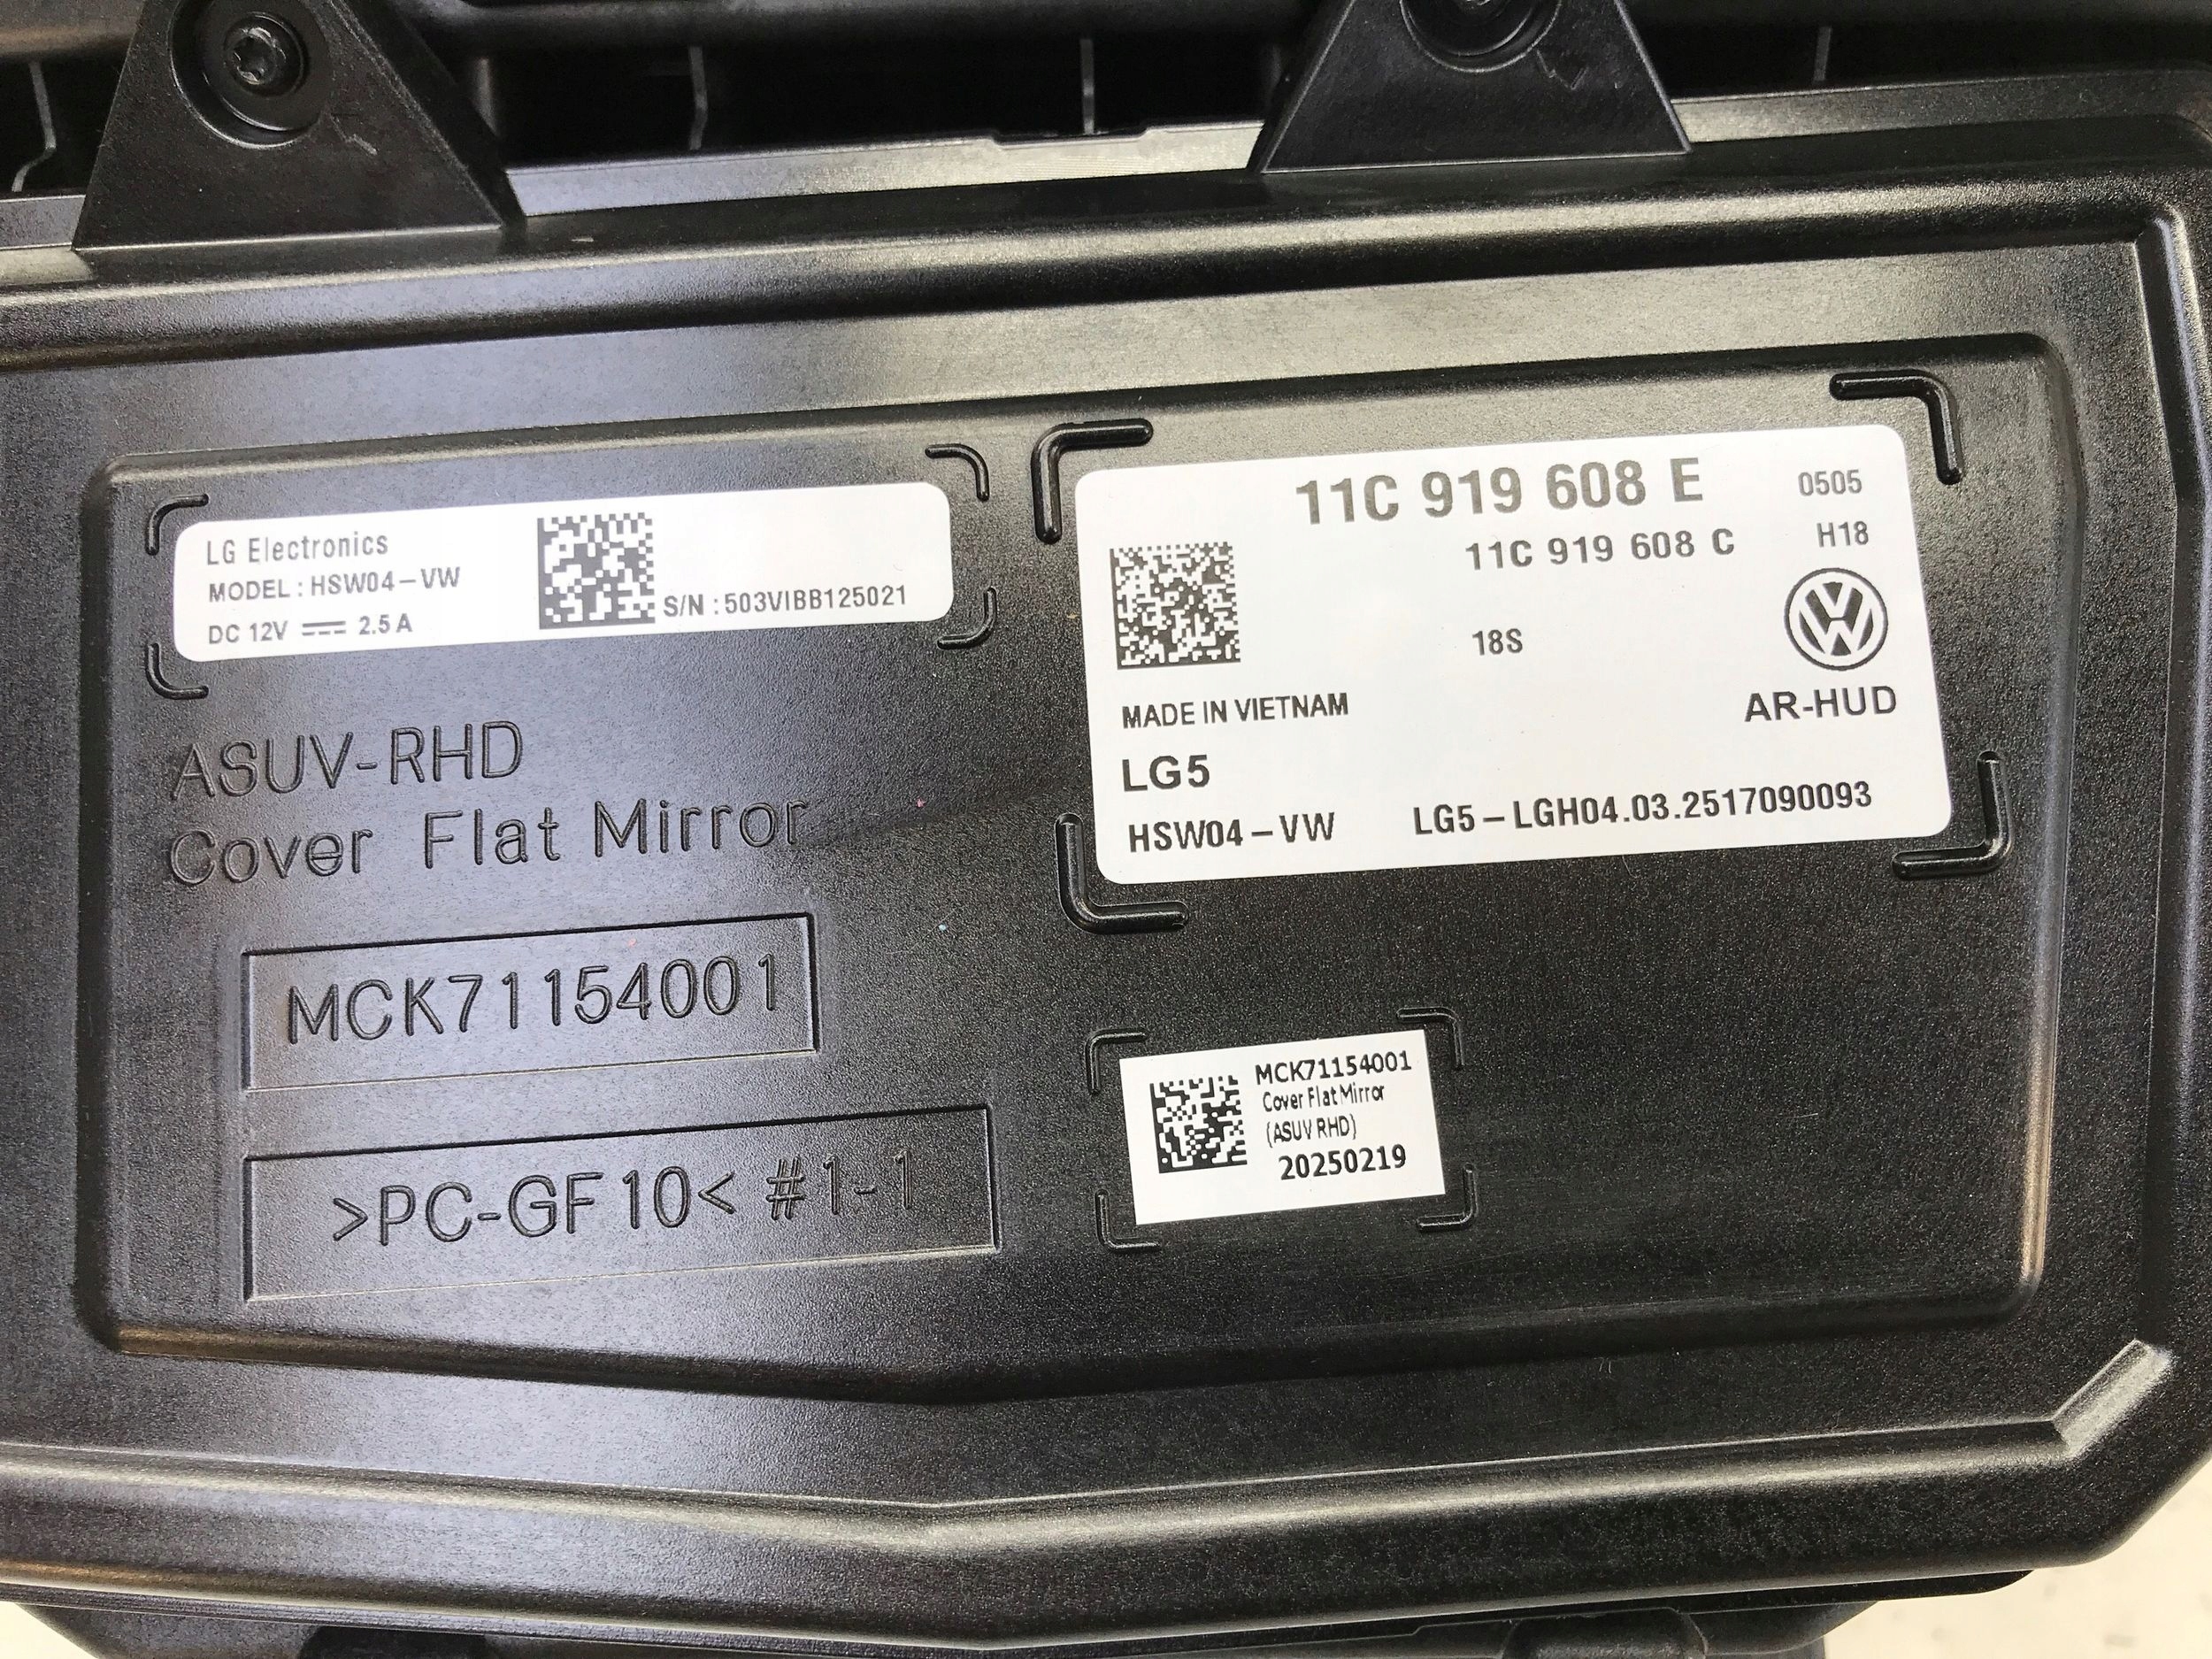 LG Electronics
MODEL : HSW04-VW
DC 12V ⎓ 2.5 A
S/N : 503VIBB125021
11C 919 608 E
0505
11C 919 608 C
H18
18S
MADE IN VIETNAM
AR-HUD
LG5
HSW04-VW
LG5-LGH04.03.2517090093
ASUV-RHD
Cover Flat Mirror
MCK71154001
>PC-GF10< #1-1
MCK71154001
Cover Flat Mirror
(ASUV RHD)
20250219